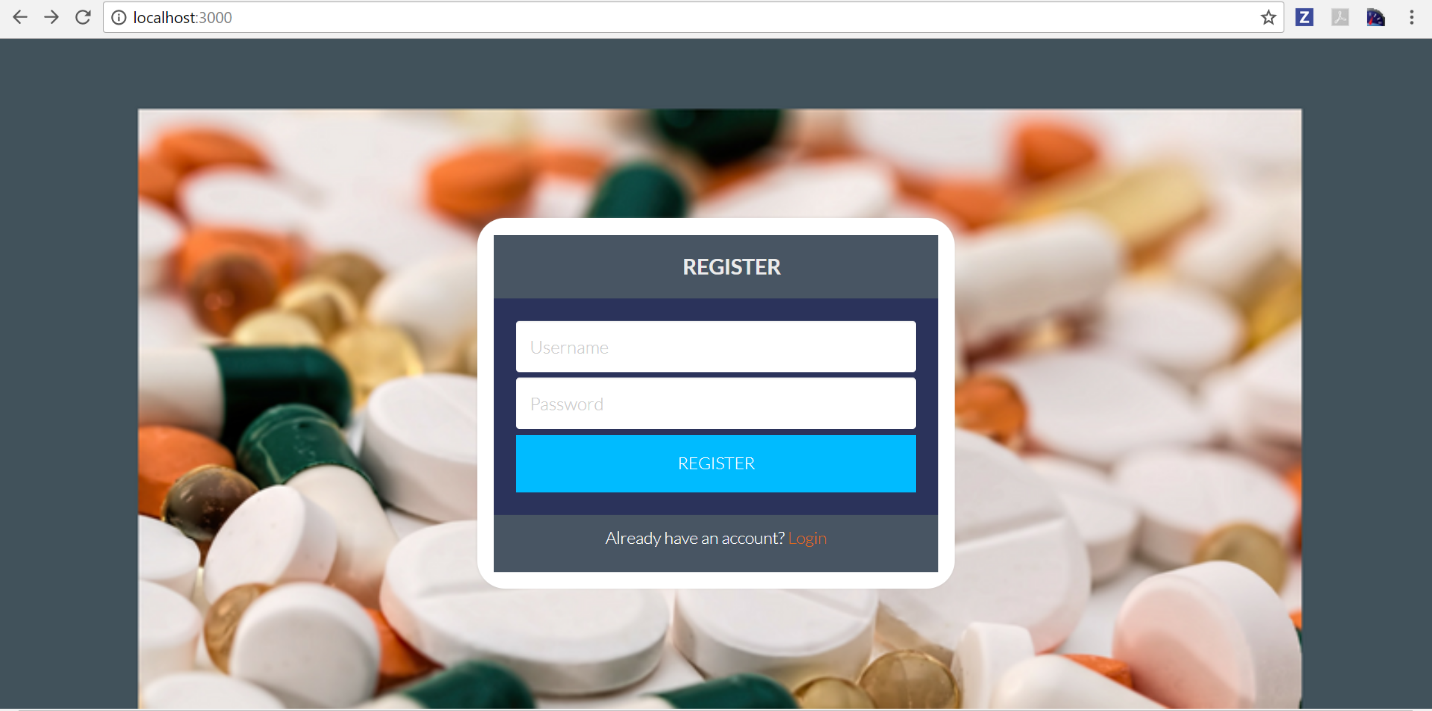 localhost:3000
Z
REGISTER
Username
Password
REGISTER
Already have an account? Login